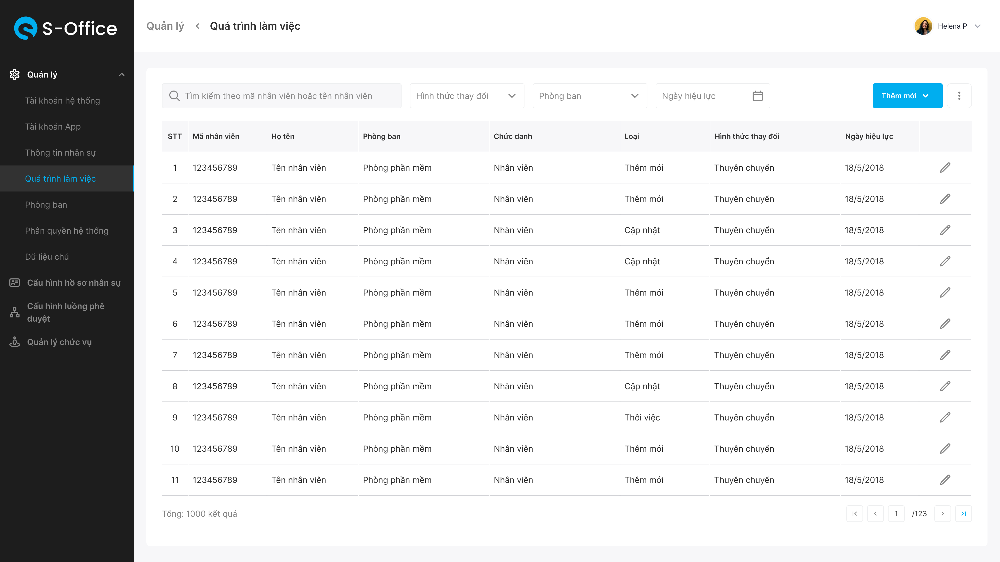 S-Office
Quản lý
Tài khoản hệ thống
Tài khoản App
Thông tin nhân sự
Quá trình làm việc
Phòng ban
Phân quyền hệ thống
Dữ liệu chủ
Cấu hình hồ sơ nhân sự
Cấu hình luồng phê
duyệt
Quản lý chức vụ
Quản lý Quá trình làm việc
Helena P
Tìm kiếm theo mã nhân viên hoặc tên nhân viên Hình thức thay đổi Phòng ban Ngày hiệu lực Thêm mới
STT Mã nhân viên Họ tên Phòng ban Chức danh Loại Hình thức thay đổi Ngày hiệu lực
1 123456789 Tên nhân viên Phòng phần mềm Nhân viên Thêm mới Thuyên chuyển 18/5/2018
2 123456789 Tên nhân viên Phòng phần mềm Nhân viên Thêm mới Thuyên chuyển 18/5/2018
3 123456789 Tên nhân viên Phòng phần mềm Nhân viên Cập nhật Thuyên chuyển 18/5/2018
4 123456789 Tên nhân viên Phòng phần mềm Nhân viên Cập nhật Thuyên chuyển 18/5/2018
5 123456789 Tên nhân viên Phòng phần mềm Nhân viên Thêm mới Thuyên chuyển 18/5/2018
6 123456789 Tên nhân viên Phòng phần mềm Nhân viên Thêm mới Thuyên chuyển 18/5/2018
7 123456789 Tên nhân viên Phòng phần mềm Nhân viên Thêm mới Thuyên chuyển 18/5/2018
8 123456789 Tên nhân viên Phòng phần mềm Nhân viên Cập nhật Thuyên chuyển 18/5/2018
9 123456789 Tên nhân viên Phòng phần mềm Nhân viên Thôi việc Thuyên chuyển 18/5/2018
10 123456789 Tên nhân viên Phòng phần mềm Nhân viên Thêm mới Thuyên chuyển 18/5/2018
11 123456789 Tên nhân viên Phòng phần mềm Nhân viên Thêm mới Thuyên chuyển 18/5/2018
Tổng: 1000 kết quả 1 /123